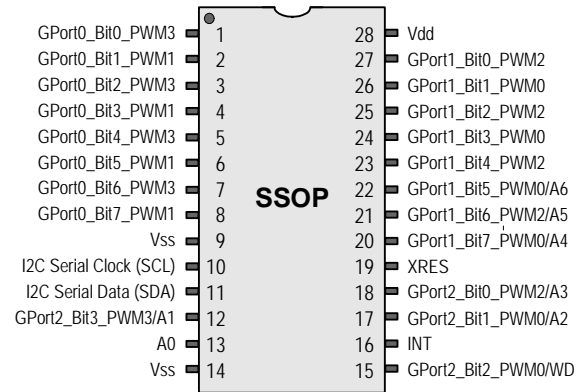 GPort0_Bit0_PWM3 1 28 Vdd
GPort0_Bit1_PWM1 2 27 GPort1_Bit0_PWM2
GPort0_Bit2_PWM3 3 26 GPort1_Bit1_PWM0
GPort0_Bit3_PWM1 4 25 GPort1_Bit2_PWM2
GPort0_Bit4_PWM3 5 24 GPort1_Bit3_PWM0
GPort0_Bit5_PWM1 6 23 GPort1_Bit4_PWM2
GPort0_Bit6_PWM3 7 22 GPort1_Bit5_PWM0/A6
SSOP
GPort0_Bit7_PWM1 8 21 GPort1_Bit6_PWM2/A5
Vss 9 20 GPort1_Bit7_PWM0/A4
I2C Serial Clock (SCL) 10 19 XRES
I2C Serial Data (SDA) 11 18 GPort2_Bit0_PWM2/A3
GPort2_Bit3_PWM3/A1 12 17 GPort2_Bit1_PWM0/A2
A0 13 16 INT
Vss 14 15 GPort2_Bit2_PWM0/WD